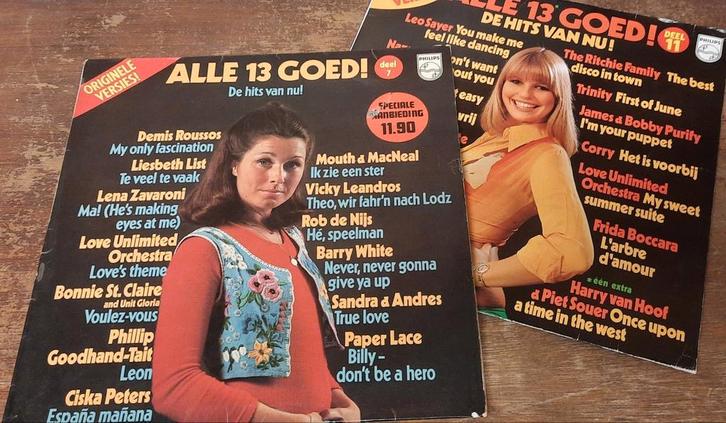 ORIGINELE
VERSIES!
ALLE 13 GOED!
De hits van nu!
deel
7
PHILIPS
SPECIALE
AANBIEDING
11.90
Demis Roussos
My only fascination
Liesbeth List
Te veel te vaak
Lena Zavaroni
Ma! (He's making
eyes at me)
Love Unlimited
Orchestra
Love's theme
Bonnie St. Claire
and Unit Gloria
Voulez-vous
Phillip
Goodhand-Tait
Leon
Ciska Peters
España mañana
Mouth & MacNeal
Ik zie een ster
Vicky Leandros
Theo, wir fahr'n nach Lodz
Rob de Nijs
Hé, speelman
Barry White
Never, never gonna
give ya up
Sandra & Andres
True love
Paper Lace
Billy-
don't be a hero
ALLE 13 GOED!
DE HITS VAN NU!
DEEL
11
PHILIPS
Leo Sayer You make me
feel like dancing
n't want
out you
easy
The Ritchie Family The best
disco in town
Trinity First of June
James & Bobby Purify
I'm your puppet
Corry Het is voorbij
Love Unlimited
Orchestra My sweet
summer suite
Frida Boccara
L'arbre
d'amour
één extra
Harry van Hoof
& Piet Souer Once upon
a time in the west